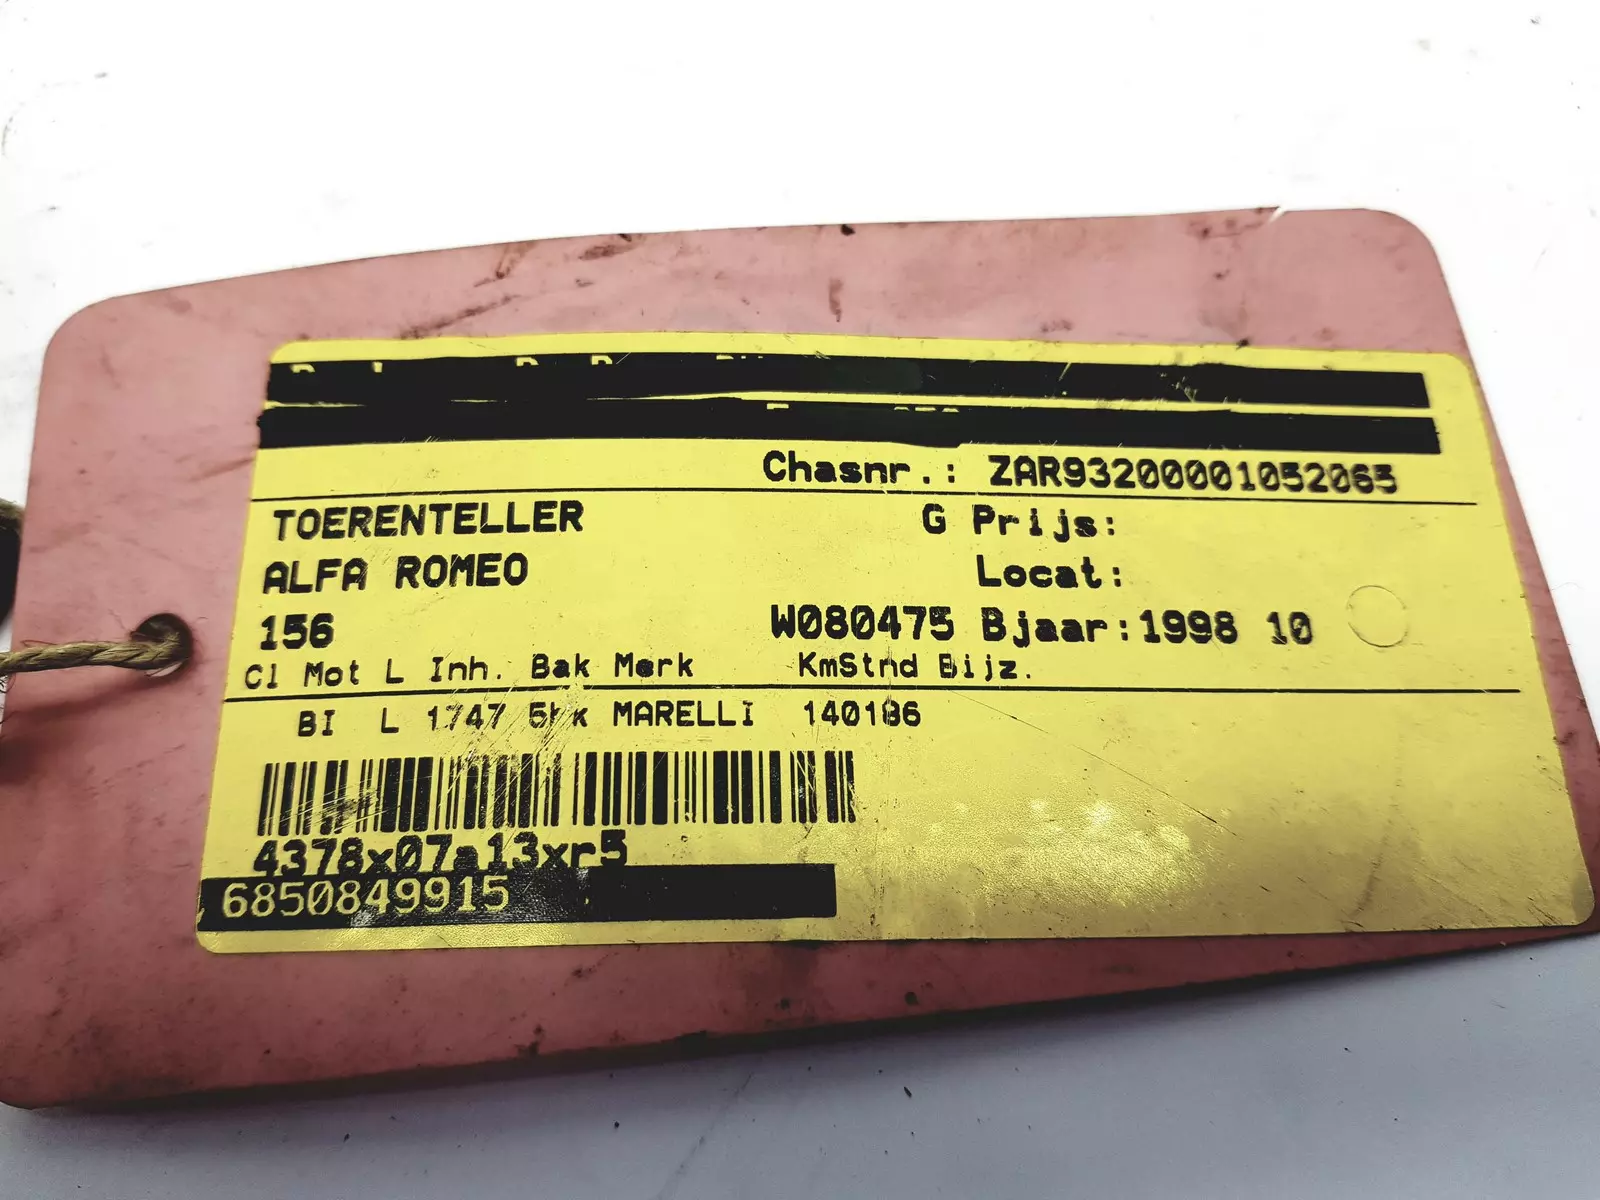 Chasnr.: ZAR93200001052065
TOERENTELLER G Prijs:
ALFA ROMEO Locat:
156 W080475 Bjaar:1998 10
Cl Mot L Inh. Bak Merk KmStnd Bijz.
BI L 1747 5bk MARELLI 140186
4378x07a13xr5
6850849915